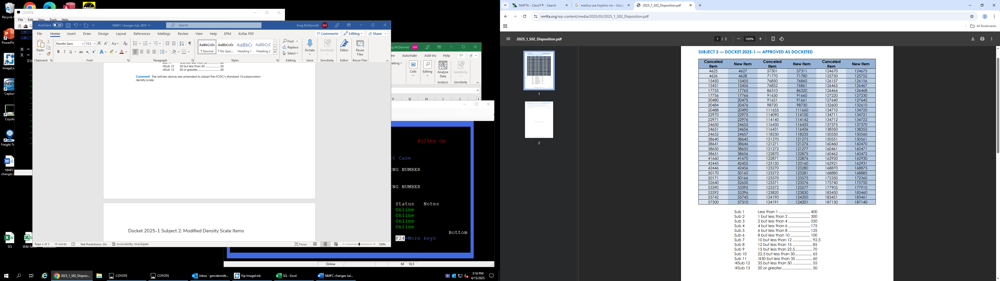 Recycle B
COYOTE
File Edit View Tools Help
DM00
GMCD
N =
R =
Se
PowerPo
ImageLin
Capture
Coyote
Freight Tr
NMFC
changes J
SQ
W&I for
AutoSave Off
NMFC changes July 2025
Search
Greg McDermitt GM
File Home Insert Draw Design Layout References Mailings Review View Help EPM Kofax PDF
Comments Editing Share
Paste
Nunito Sans 13.5
AaBbCcDc AaBbCcDc AaBbCc AaBbCcD
¶ Normal ¶ No Spac... Heading 1 Heading 2
Find
Replace
Select
Dictate Sensitivity Editor Reuse Files
Clipboard Font Paragraph Styles Editing Voice Sensitivity Editor Reuse Files
Sub 11 ⇒30 but less than 35 .............. 60
⇒Sub 12 35 but less than 50 .................. 55
⇒Sub 13 50 or greater........................... 50
Comment: The articles above are amended to adopt the FCDC's standard 13-subprovision
density scale.
Docket 2025-1 Subject 2: Modified Density Scale Items
Page 2 of 2 15 words Text Predictions: On Accessibility: Investigate Focus 100%
eg McDermitt GM
ew Automate Add-ins Help
atting
Cells Editing Analyze Data Sensitivity
Analysis Sensitivity
F G H I J
Filter On
rt Case
ING NUMBER
ING NUMBER
Status Notes
Online
Online
Online
Online
Bottom
F24=More keys
Online M 16,5
2025_1_S02_Disposi... COYOTE COYOTE Inbox - gmcdermitt... Vip ImageLink SQ - Excel NMFC changes Jul...
3:16 PM
4/15/2025
NMFTA - ClassIT® - Search
medica usa hopkins mn - Goog
2025_1_S02_Disposition.pdf
nmfta.org/wp-content/media/2025/03/2025_1_S02_Disposition.pdf
All Bookmarks
2025_1_S02_Disposition.pdf
1 / 2 100%
1
2
SUBJECT 2 — DOCKET 2025-1 — APPROVED AS DOCKETED
Canceled Item New Item Canceled Item New Item Canceled Item New Item
4625 4627 57301 57311 124670 124675
4626 4628 71770 71780 125750 125752
15450 15455 76850 76860 126157 126156
15451 15456 76852 76861 126465 126467
17755 17765 86310 86320 126466 126468
17756 17766 91650 91660 127220 127230
20480 20475 91651 91661 127640 127645
20484 20476 98720 98730 132600 132610
20488 20490 111655 111660 134710 134720
22970 22975 114090 114100 134711 134721
22971 22976 114140 114142 134712 134722
24650 24655 116430 116435 137375 137370
24651 24656 116431 116436 138350 138355
24652 24657 118230 118235 150550 150560
38640 38645 121270 121275 150551 150561
38641 38646 121271 121276 160460 160470
38650 38655 121272 121277 160461 160471
38651 38656 122870 122875 160462 160472
41660 41670 122871 122876 162920 162930
42445 42455 123150 123160 162921 162931
42446 42456 123270 123280 168870 168875
50170 50165 123272 123281 168880 168885
50171 50166 123570 123575 172350 172360
52640 52650 123571 123576 175740 175750
53390 53395 123572 123577 177905 177910
53392 53396 123820 123830 183450 183460
55742 55745 124190 124200 183451 183461
57300 57310 124191 124201 187130 187140
Sub 1 Less than 1 ............................. 400
Sub 2 1 but less than 2 .................... 300
Sub 3 2 but less than 4 .................... 250
Sub 4 4 but less than 6 .................... 175
Sub 5 6 but less than 8 .................... 125
Sub 6 8 but less than 10 .................. 100
Sub 7 10 but less than 12 .................. 92.5
Sub 8 12 but less than 15 .................. 85
Sub 9 15 but less than 22.5................ 70
Sub 10 22.5 but less than 30................ 65
Sub 11 ⇒30 but less than 35 .............. 60
⇒Sub 12 35 but less than 50 .................. 55
⇒Sub 13 50 or greater........................... 50